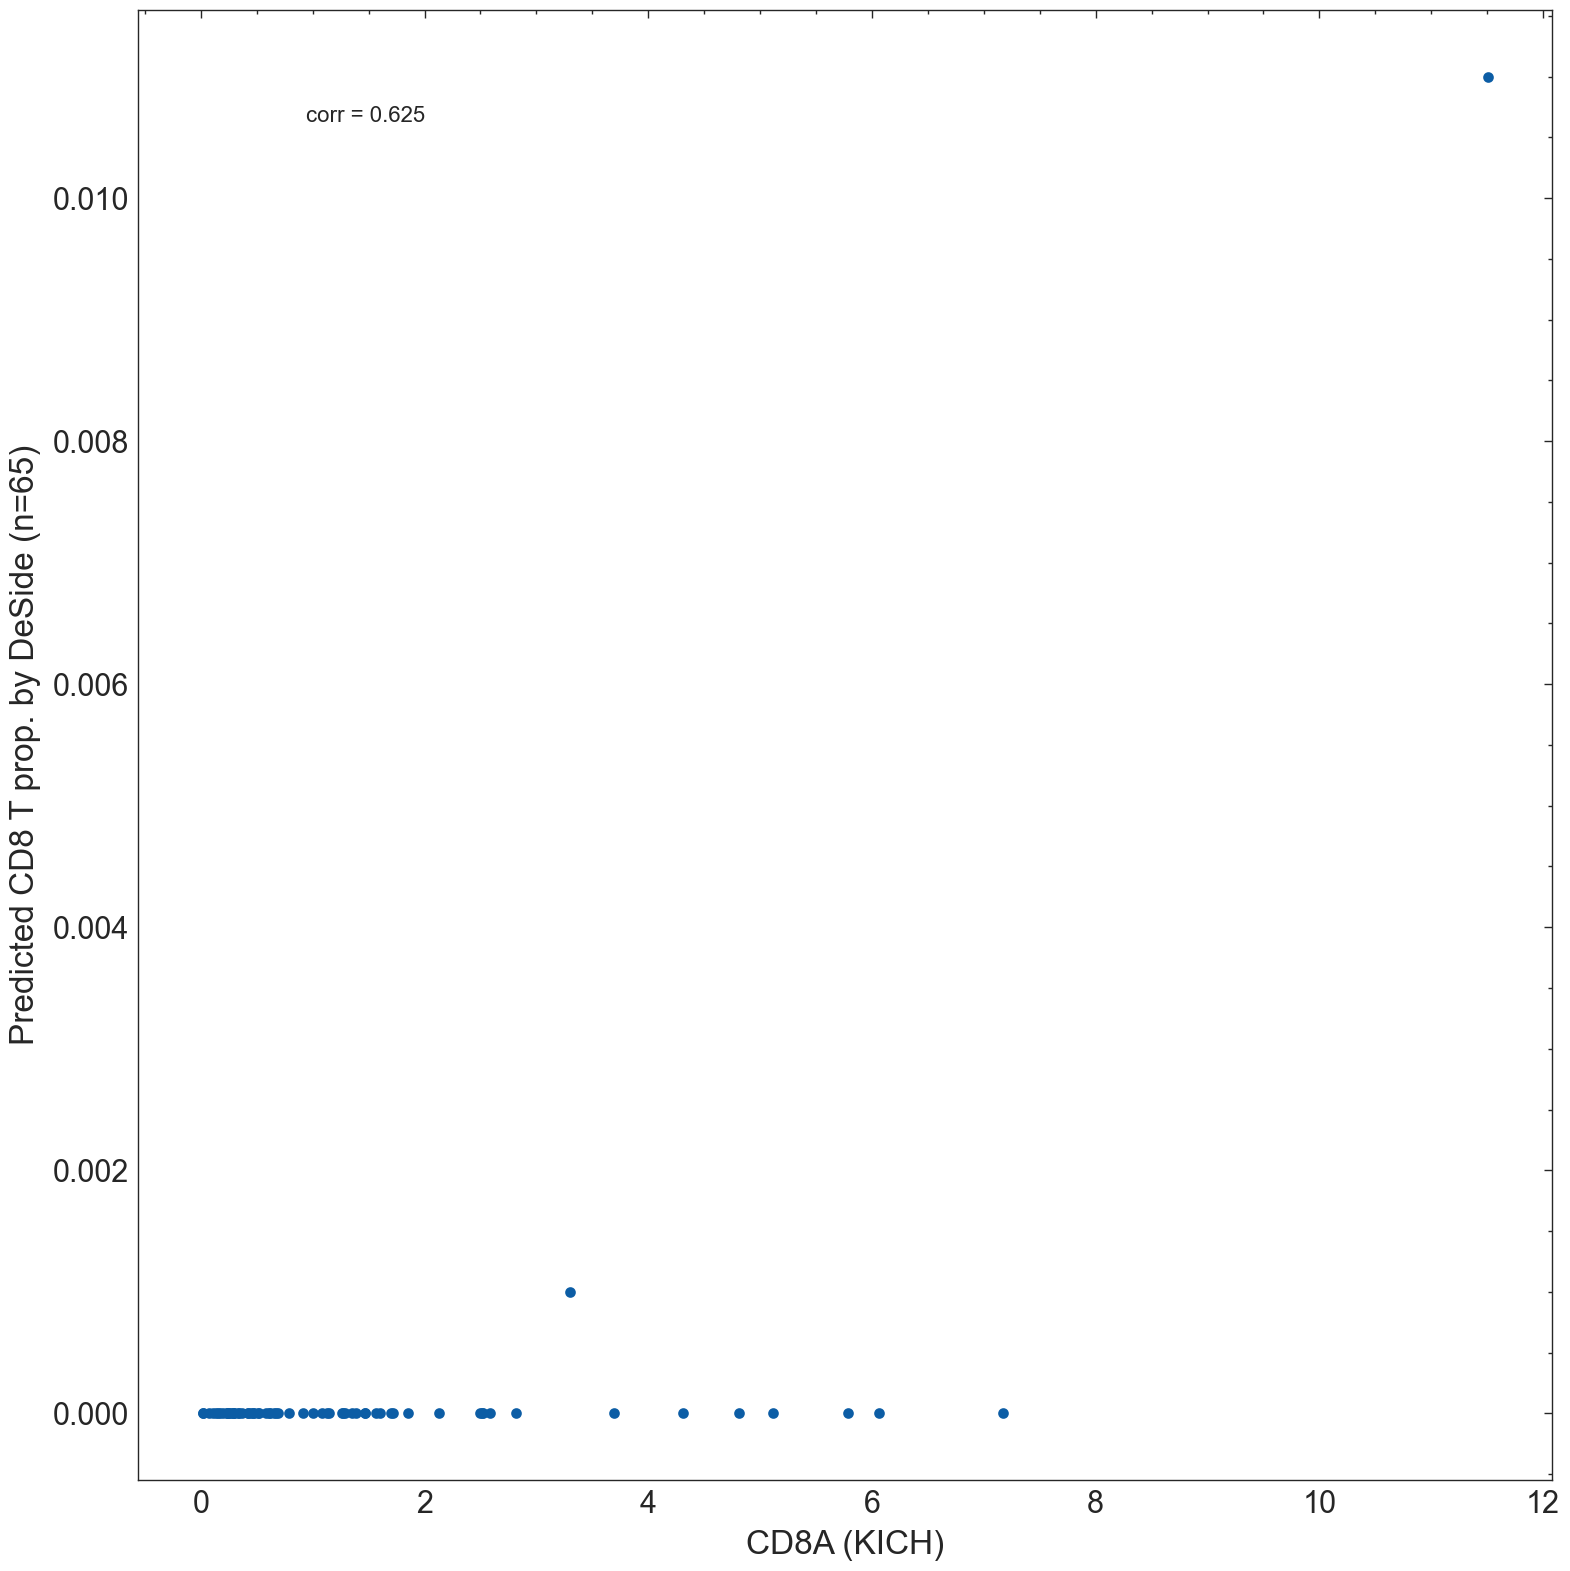 corr = 0.625
0.010
0.008
0.006
0.004
0.002
0.000
Predicted CD8 T prop. by DeSide (n=65)
0 2 4 6 8 10 12
CD8A (KICH)